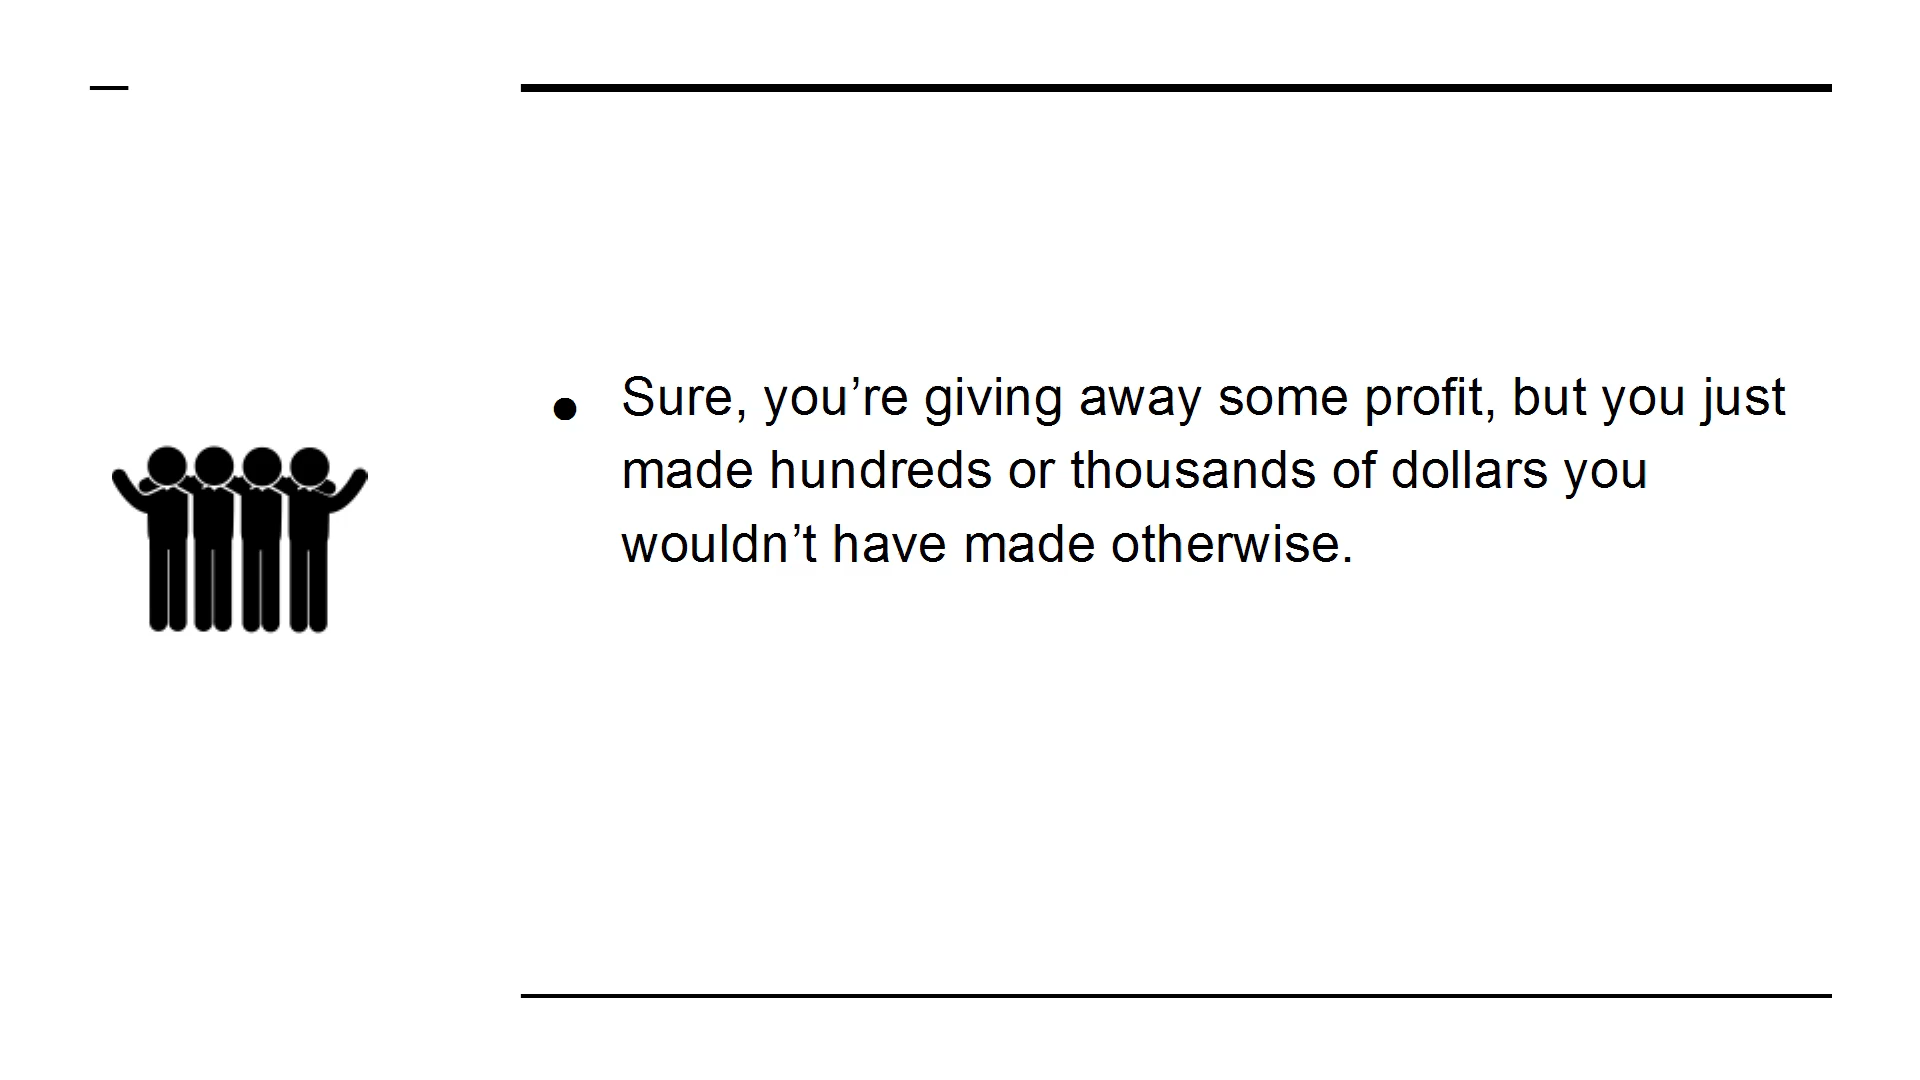 ● Sure, you’re giving away some profit, but you just
made hundreds or thousands of dollars you
wouldn’t have made otherwise.